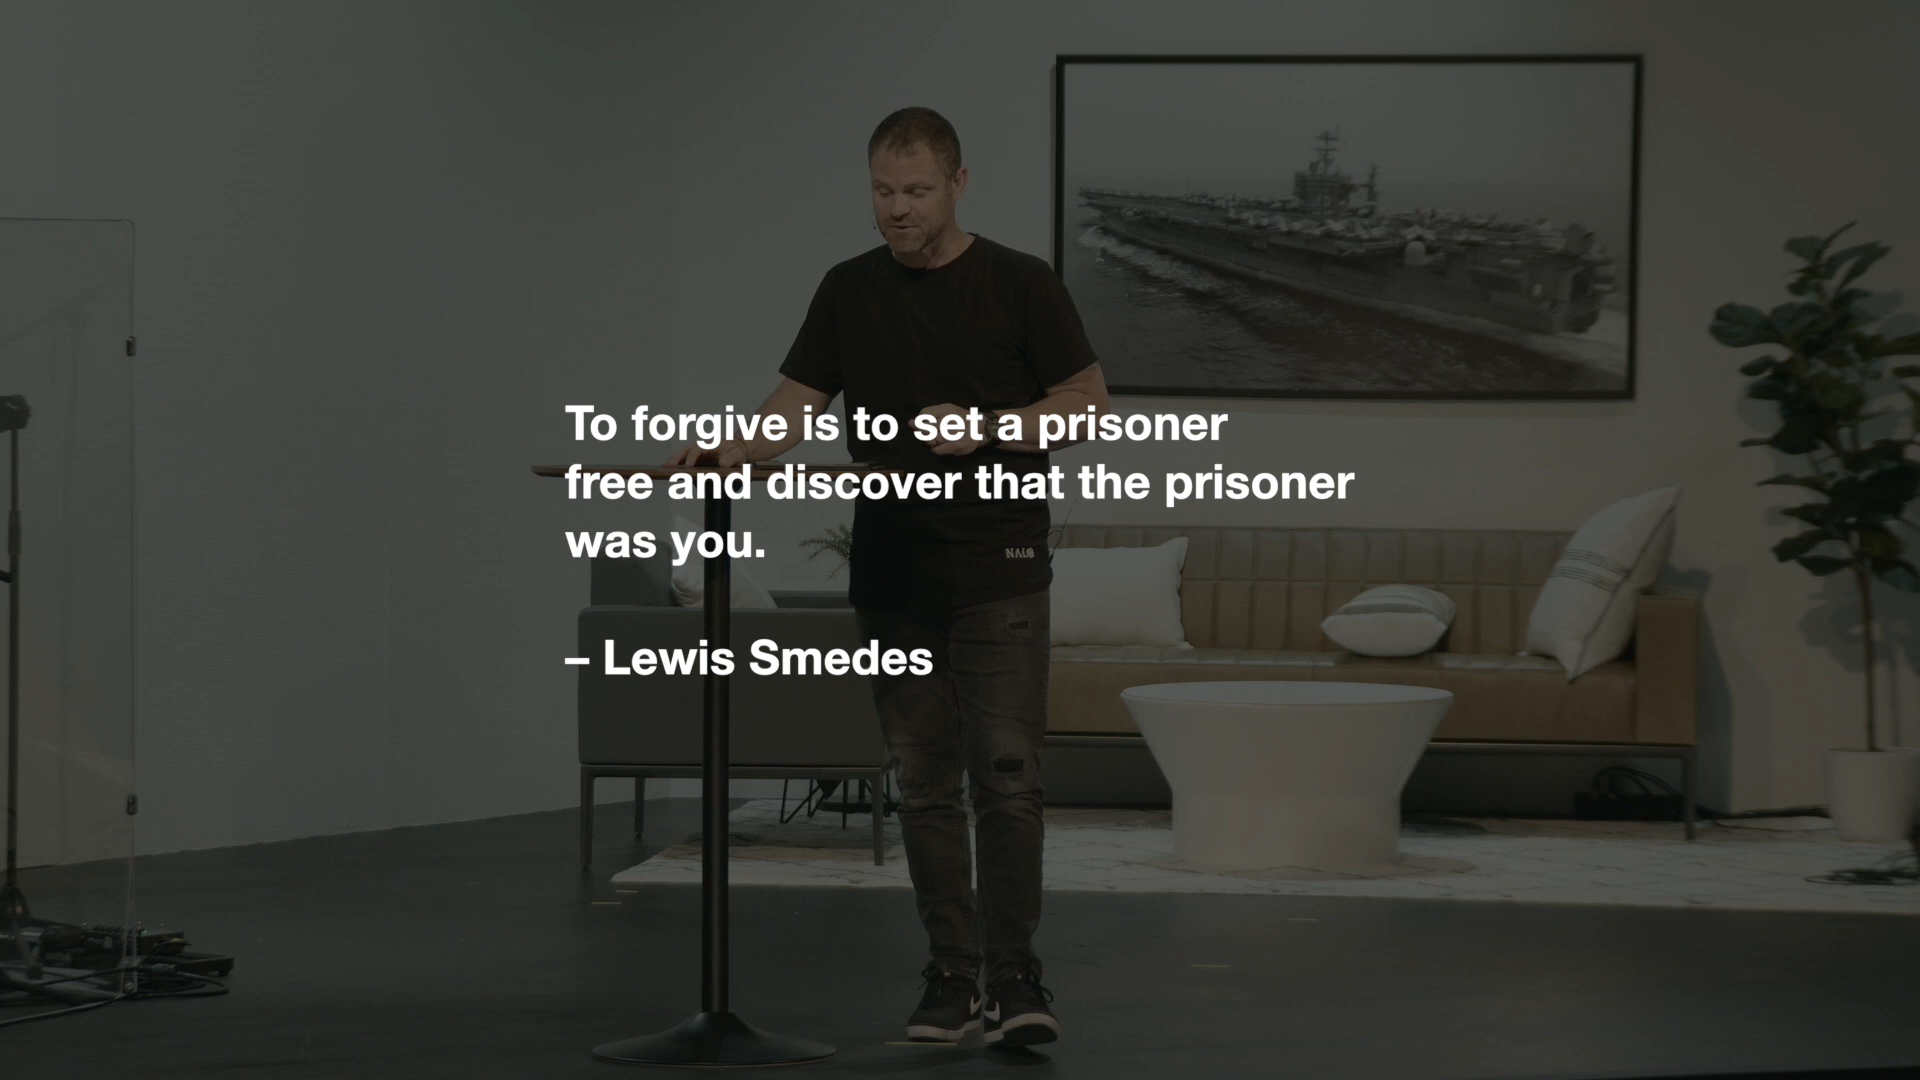 To forgive is to set a prisoner
free and discover that the prisoner
was you.
– Lewis Smedes